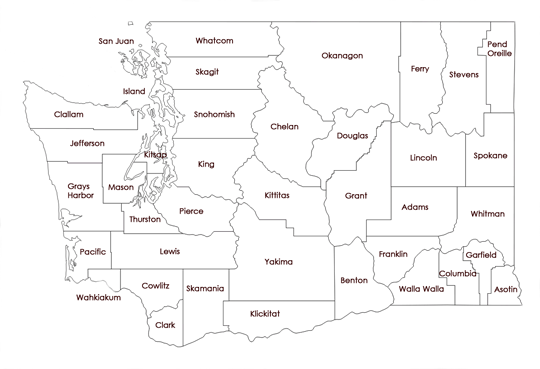 San Juan
Whatcom
Okanagon
Ferry
Stevens
Pend
Oreille
Skagit
Island
Clallam
Snohomish
Chelan
Douglas
Jefferson
Kitsap
King
Lincoln
Spokane
Mason
Grays
Harbor
Kittitas
Grant
Adams
Pierce
Thurston
Whitman
Pacific
Lewis
Yakima
Franklin
Garfield
Columbia
Benton
Wahkiakum
Cowlitz
Skamania
Walla Walla
Asotin
Klickitat
Clark